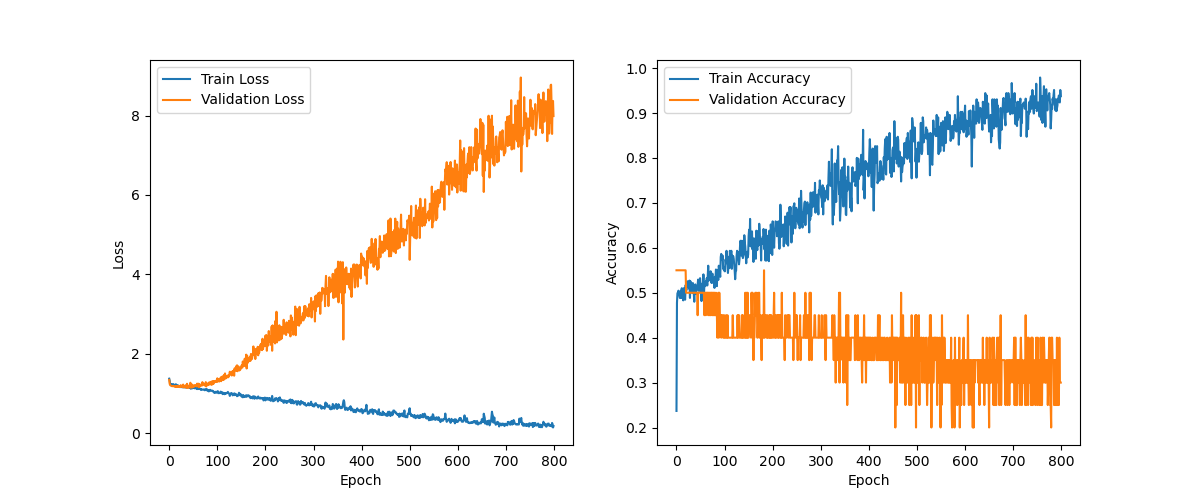 Train Loss
Validation Loss
Loss
8
6
4
2
0
0 100 200 300 400 500 600 700 800
Epoch
Train Accuracy
Validation Accuracy
Accuracy
1.0
0.9
0.8
0.7
0.6
0.5
0.4
0.3
0.2
0 100 200 300 400 500 600 700 800
Epoch